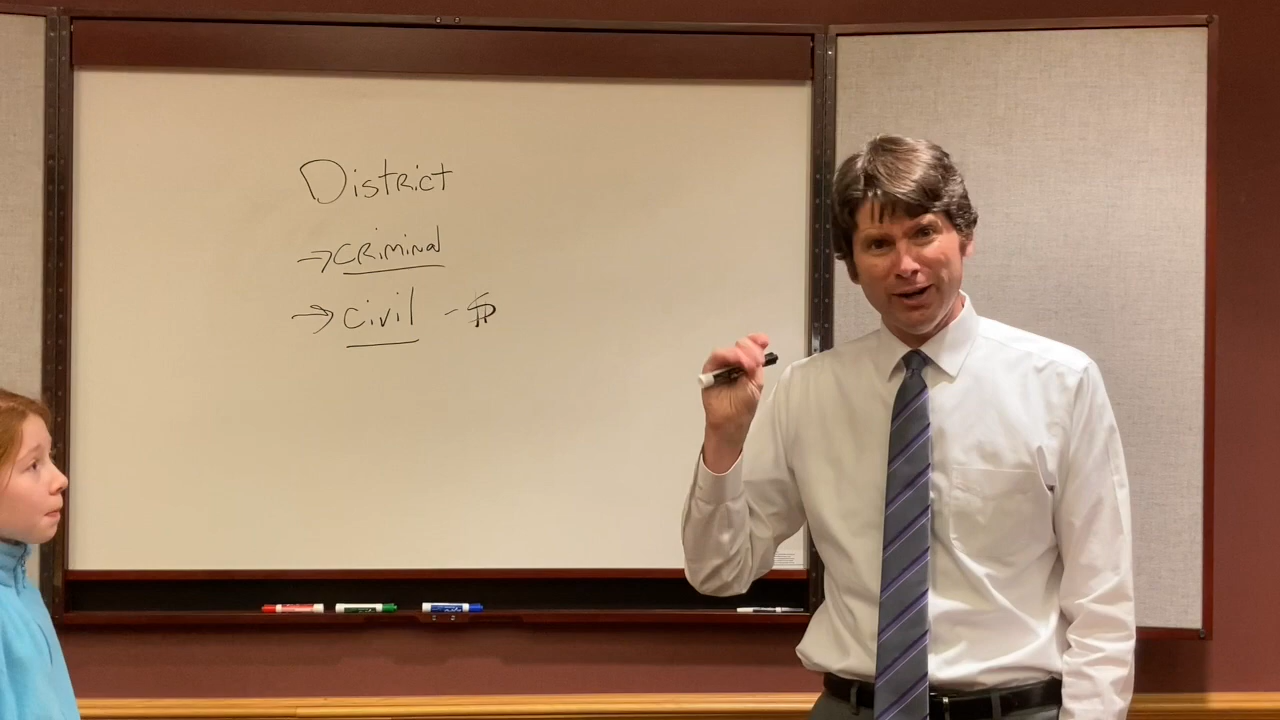 District
→ CRiminal
→ civil - $